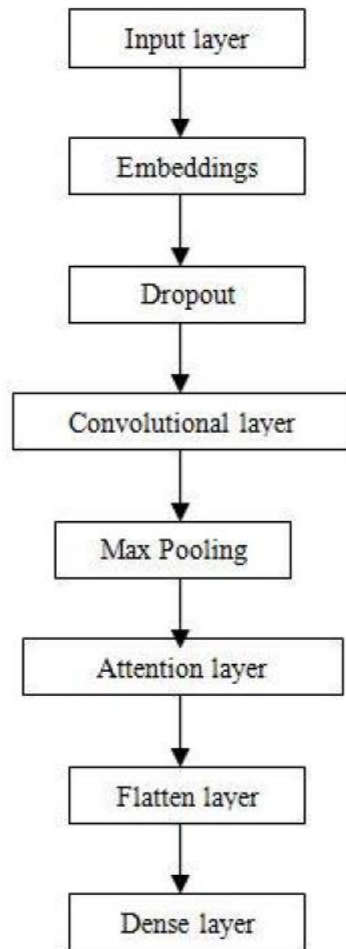 Input layer
Embeddings
Dropout
Convolutional layer
Max Pooling
Attention layer
Flatten layer
Dense layer